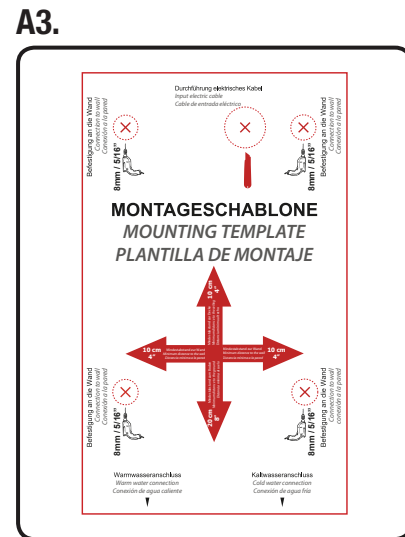 A3.
Durchführung elektrisches Kabel
Input electric cable
Cable de entrada eléctrico
Befestigung an die Wand
Connection to wall
Conexión a la pared
8mm / 5/16"
Befestigung an die Wand
Connection to wall
Conexión a la pared
8mm / 5/16"
MONTAGESCHABLONE
MOUNTING TEMPLATE
PLANTILLA DE MONTAJE
10 cm
4"
10 cm
4"
10 cm
4"
20 cm
8"
Befestigung an die Wand
Connection to wall
conexión a la pared
8mm / 5/16"
Befestigung an die Wand
Connection to wall
conexión a la pared
8mm / 5/16"
Warmwasseranschluss
Warm water connection
Conexión de agua caliente
Kaltwasseranschluss
Cold water connection
Conexión de agua fría